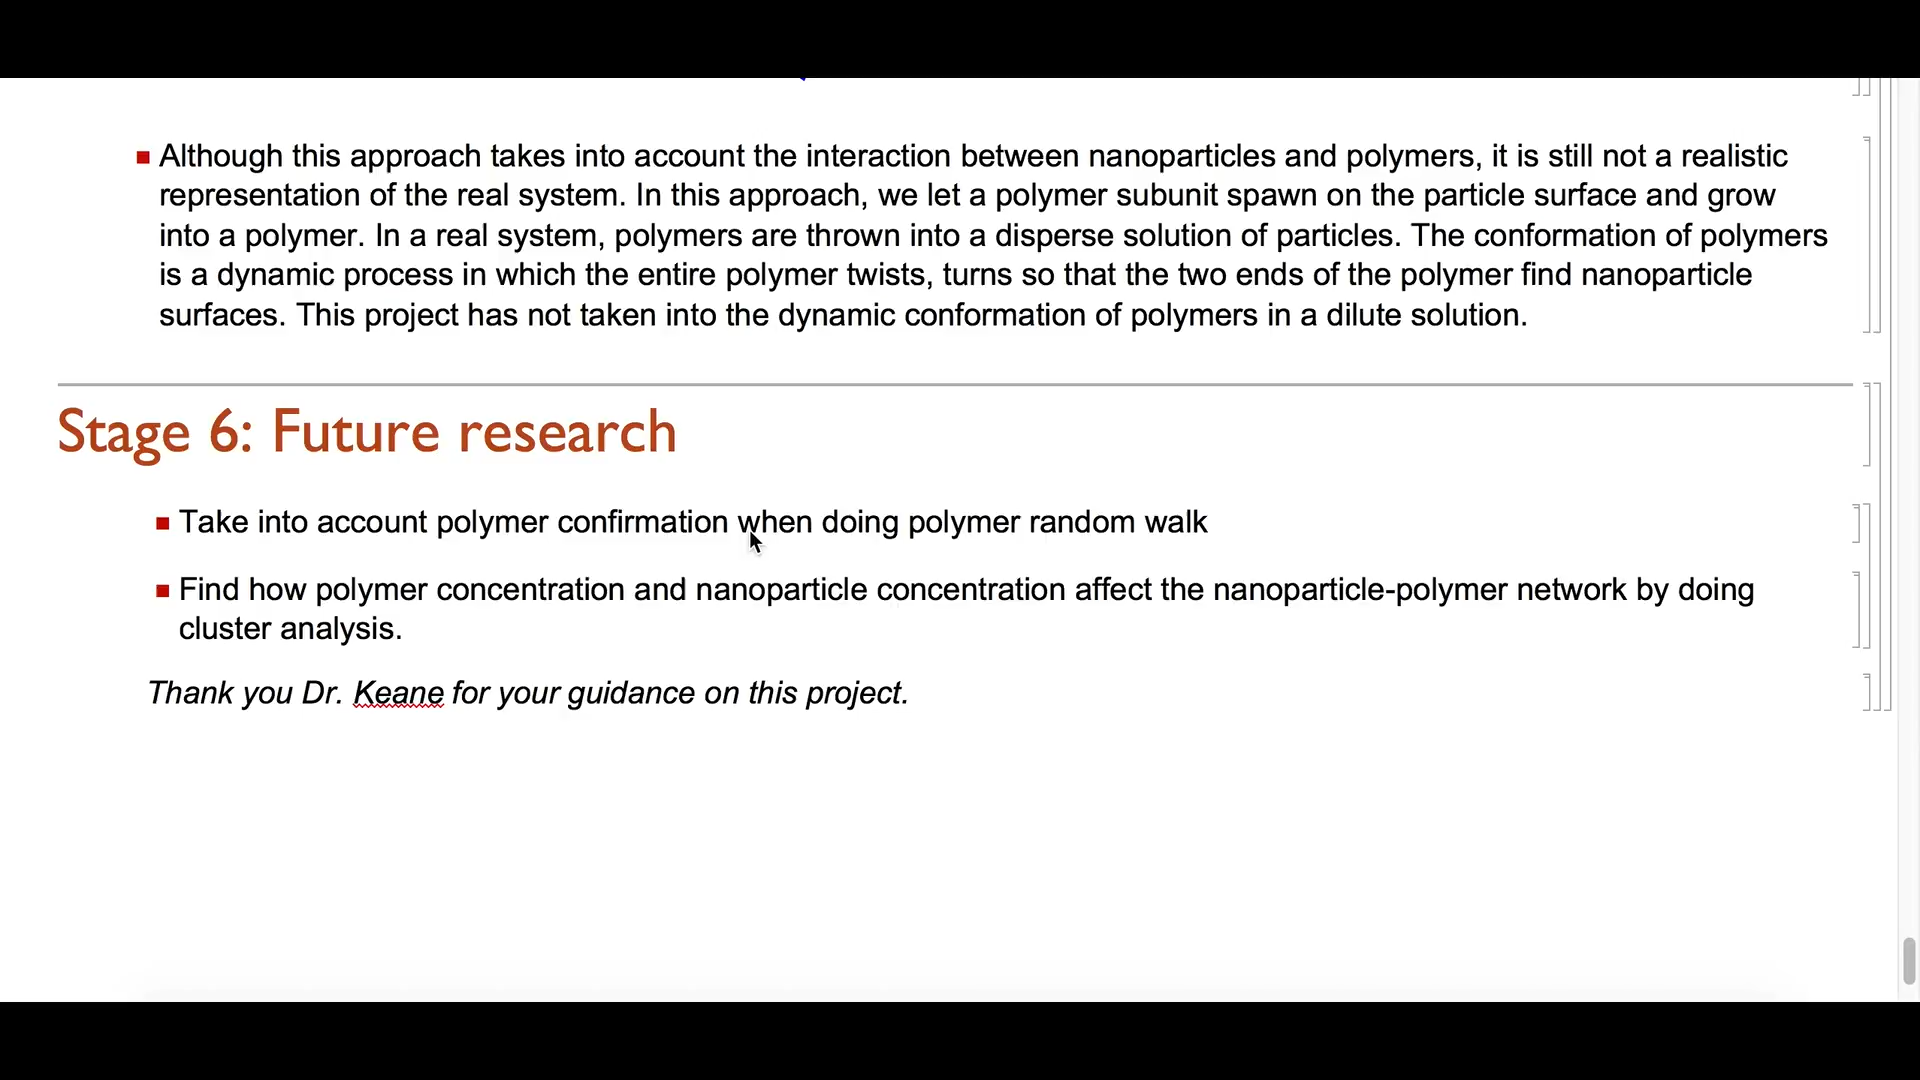 Although this approach takes into account the interaction between nanoparticles and polymers, it is still not a realistic
representation of the real system. In this approach, we let a polymer subunit spawn on the particle surface and grow
into a polymer. In a real system, polymers are thrown into a disperse solution of particles. The conformation of polymers
is a dynamic process in which the entire polymer twists, turns so that the two ends of the polymer find nanoparticle
surfaces. This project has not taken into the dynamic conformation of polymers in a dilute solution.
Stage 6: Future research
Take into account polymer confirmation when doing polymer random walk
Find how polymer concentration and nanoparticle concentration affect the nanoparticle-polymer network by doing
cluster analysis.
Thank you Dr. Keane for your guidance on this project.